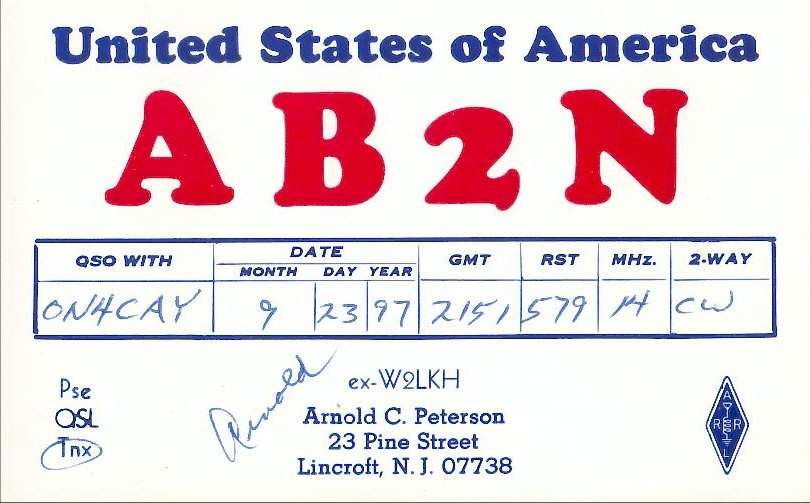 United States of America
AB2N
QSO WITH DATE GMT RST MHz. 2-WAY
MONTH DAY YEAR
ON4CAY 9 23 97 2151 579 14 CW
Pse
QSL
Tnx
Arnold
ex-W2LKH
Arnold C. Peterson
23 Pine Street
Lincroft, N.J. 07738
A
R R
L